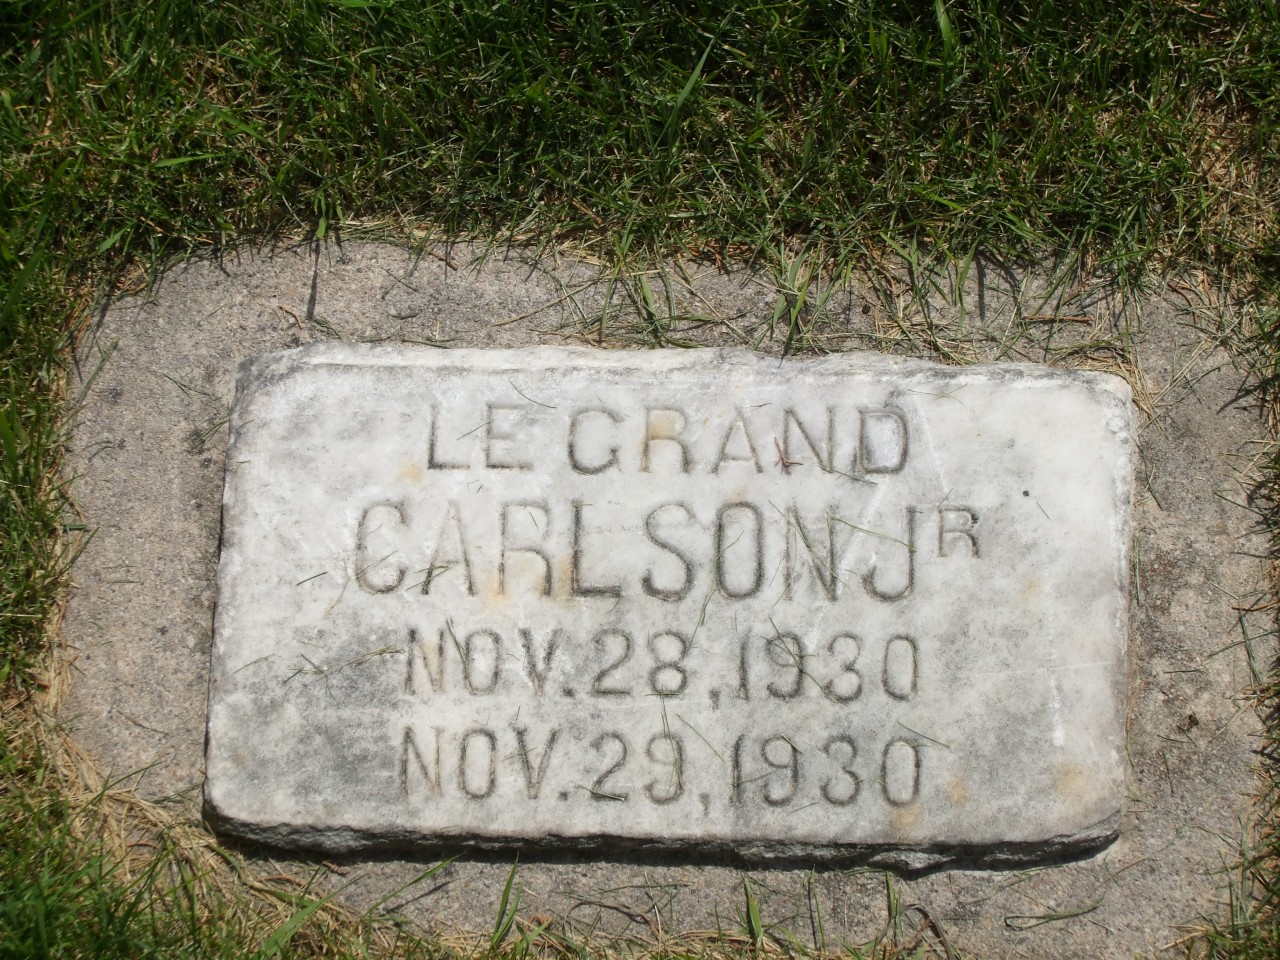 LE GRAND
CARLSON JR
NOV. 28, 1930
NOV. 29, 1930